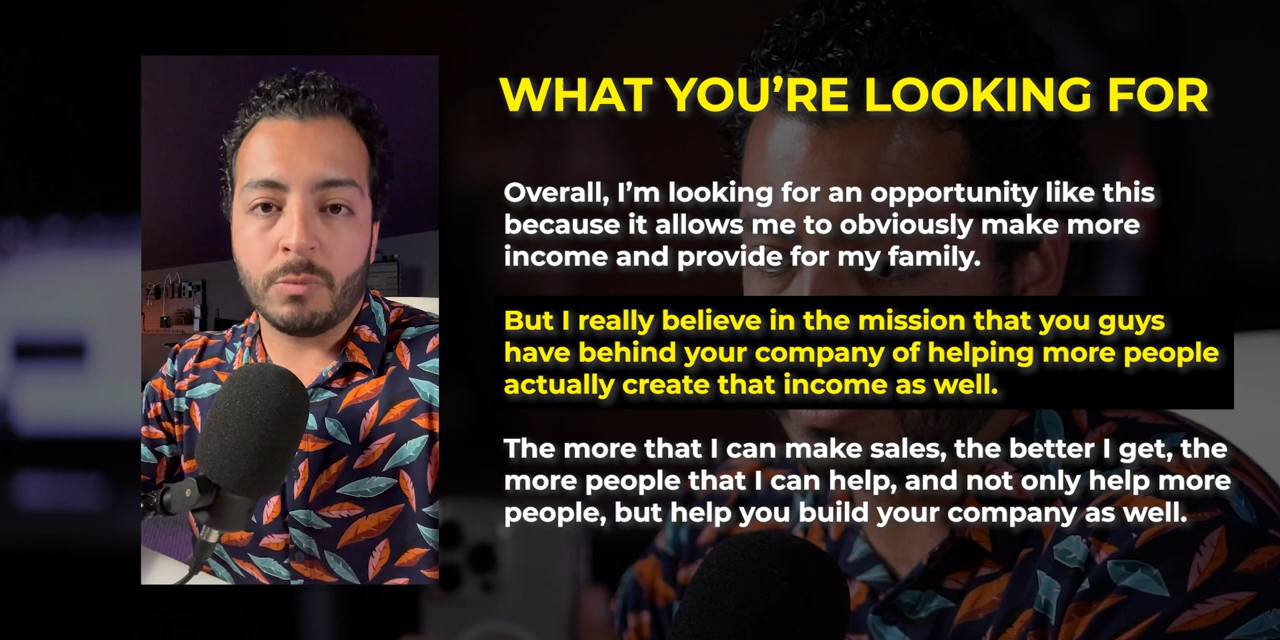 WHAT YOU’RE LOOKING FOR
Overall, I’m looking for an opportunity like this
because it allows me to obviously make more
income and provide for my family.
But I really believe in the mission that you guys
have behind your company of helping more people
actually create that income as well.
The more that I can make sales, the better I get, the
more people that I can help, and not only help more
people, but help you build your company as well.